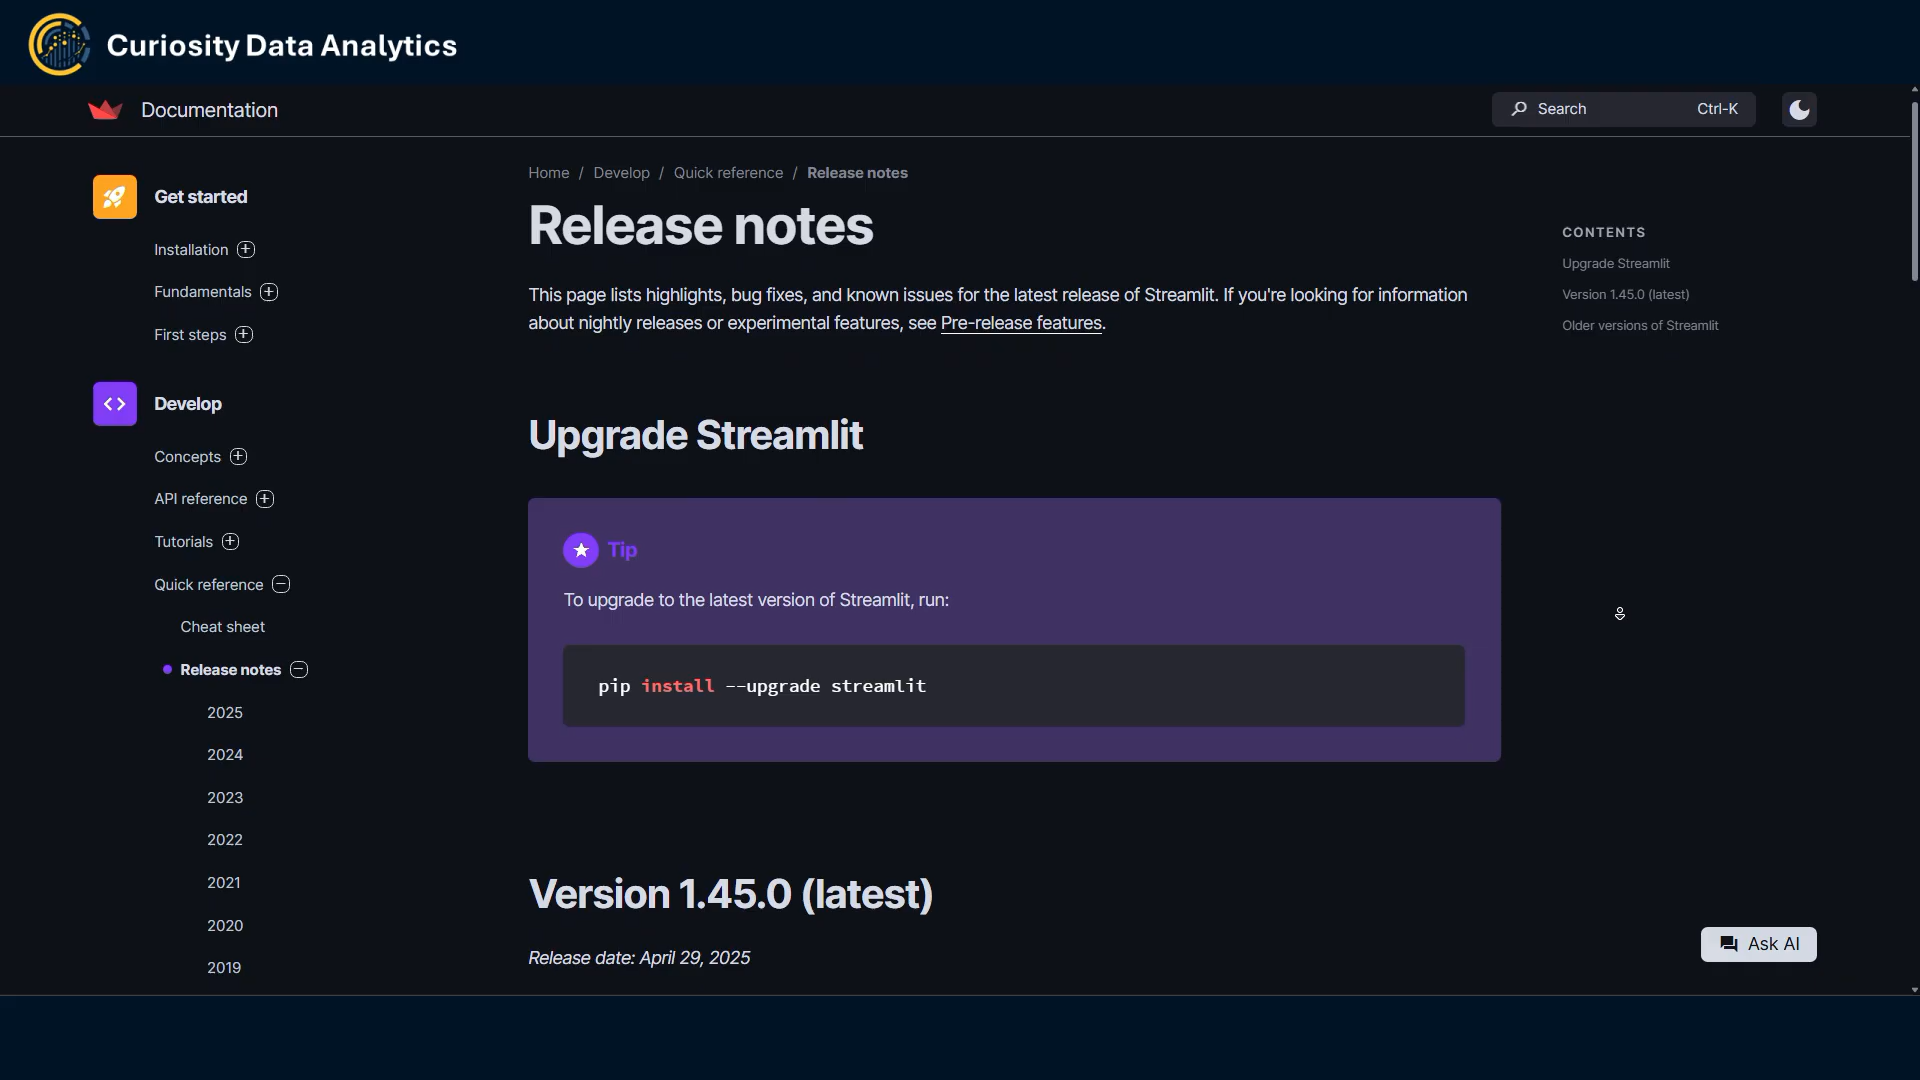 Curiosity Data Analytics
Documentation
Search Ctrl-K
Get started
Installation
Fundamentals
First steps
Develop
Concepts
API reference
Tutorials
Quick reference
Cheat sheet
Release notes
2025
2024
2023
2022
2021
2020
2019
Home / Develop / Quick reference / Release notes
Release notes
This page lists highlights, bug fixes, and known issues for the latest release of Streamlit. If you're looking for information
about nightly releases or experimental features, see Pre-release features.
Upgrade Streamlit
Tip
To upgrade to the latest version of Streamlit, run:
pip install --upgrade streamlit
Version 1.45.0 (latest)
Release date: April 29, 2025
CONTENTS
Upgrade Streamlit
Version 1.45.0 (latest)
Older versions of Streamlit
Ask AI